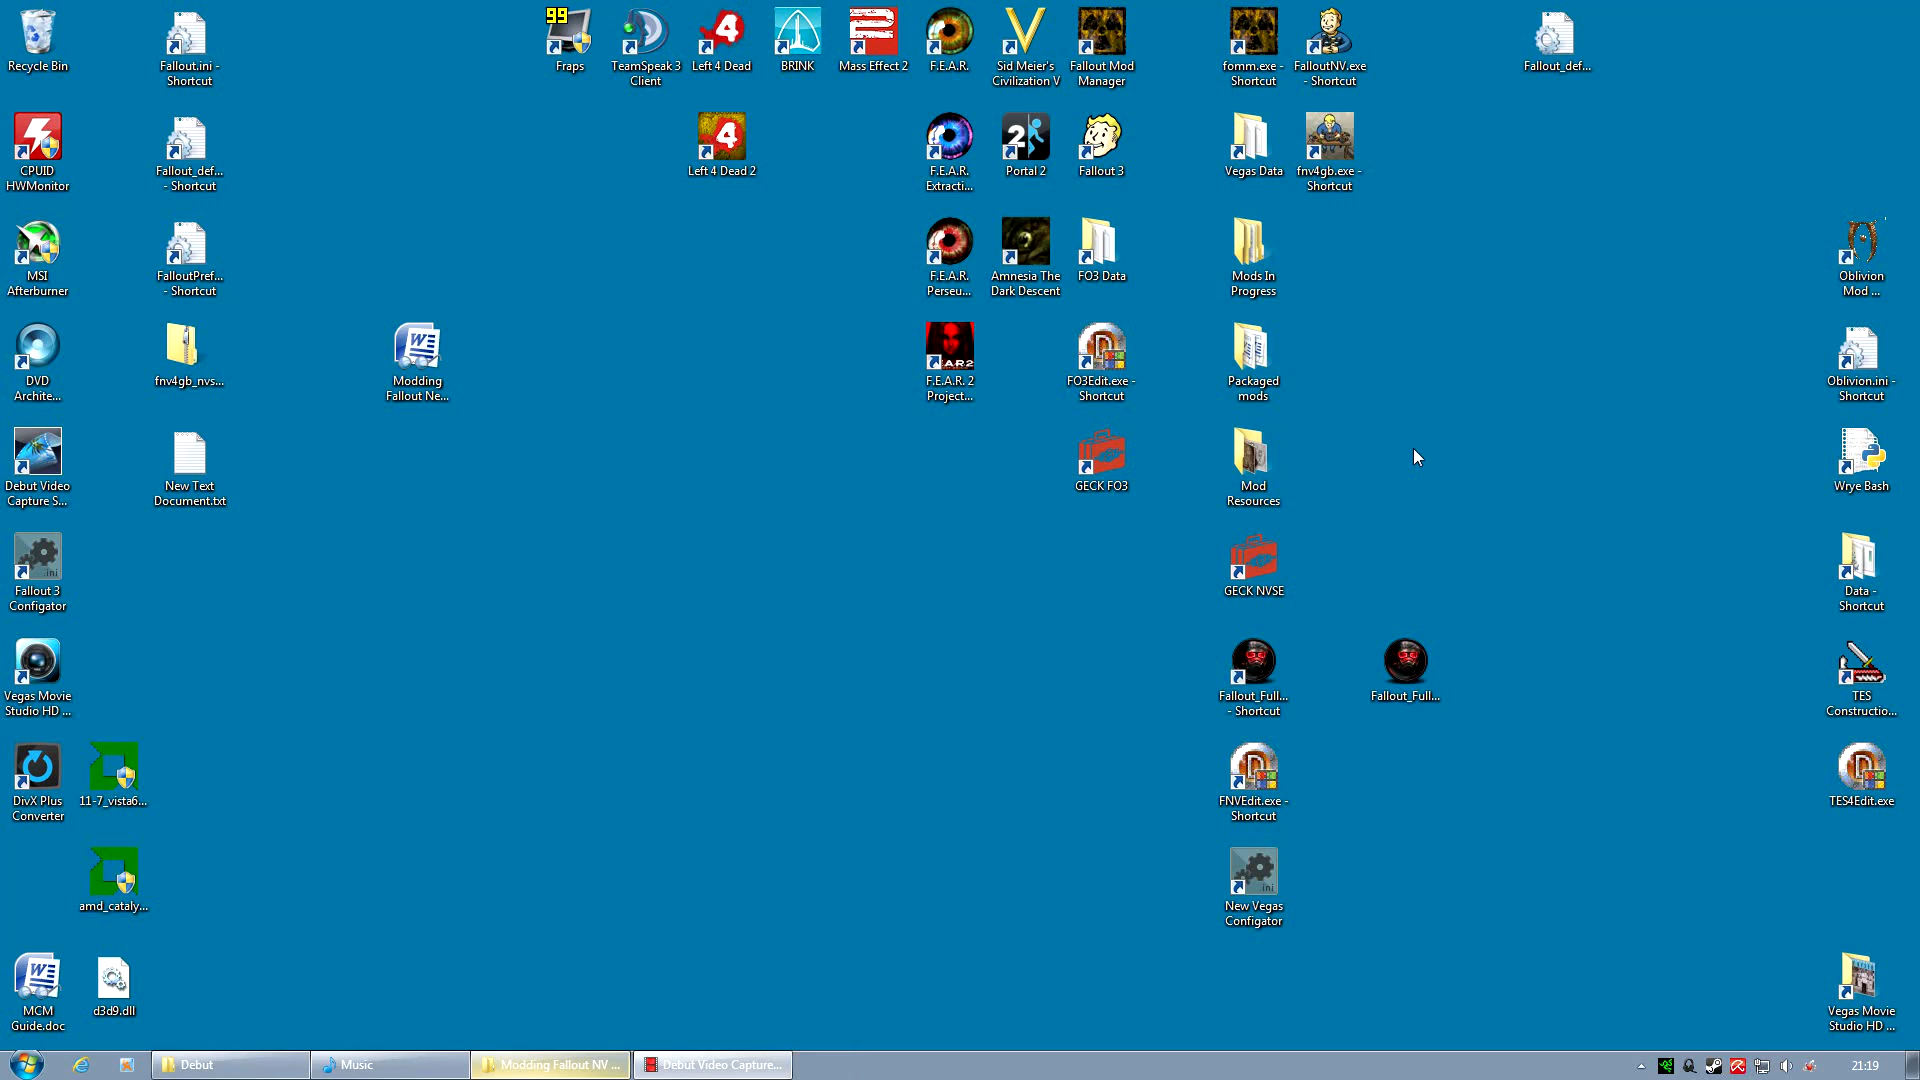 Recycle Bin
Fallout.ini -
Shortcut
99
Fraps
TeamSpeak 3
Client
4
Left 4 Dead
BRINK
Mass Effect 2
F.E.A.R.
Sid Meier's
Civilization V
Fallout Mod
Manager
fomm.exe -
Shortcut
FalloutNV.exe
- Shortcut
Fallout_def...
CPUID
HWMonitor
Fallout_def...
- Shortcut
4
Left 4 Dead 2
F.E.A.R.
Extracti...
2
Portal 2
Fallout 3
Vegas Data
fnv4gb.exe -
Shortcut
MSI
Afterburner
FalloutPref...
- Shortcut
F.E.A.R.
Perseu...
Amnesia The
Dark Descent
FO3 Data
Mods In
Progress
Oblivion
Mod ...
DVD
Archite...
fnv4gb_nvs...
W
Modding
Fallout Ne...
F.E.A.R. 2
Project...
FO3Edit.exe -
Shortcut
Packaged
mods
Oblivion.ini -
Shortcut
Debut Video
Capture S...
New Text
Document.txt
GECK FO3
Mod
Resources
Wrye Bash
.ini
Fallout 3
Configator
GECK NVSE
Data -
Shortcut
Vegas Movie
Studio HD ...
Fallout_Full...
- Shortcut
Fallout_Full...
TES
Constructio...
DivX Plus
Converter
11-7_vista6...
FNVEdit.exe -
Shortcut
TES4Edit.exe
amd_cataly...
.ini
New Vegas
Configator
W
MCM
Guide.doc
d3d9.dll
Vegas Movie
Studio HD ...
Debut
Music
Modding Fallout NV ...
Debut Video Capture...
21:19